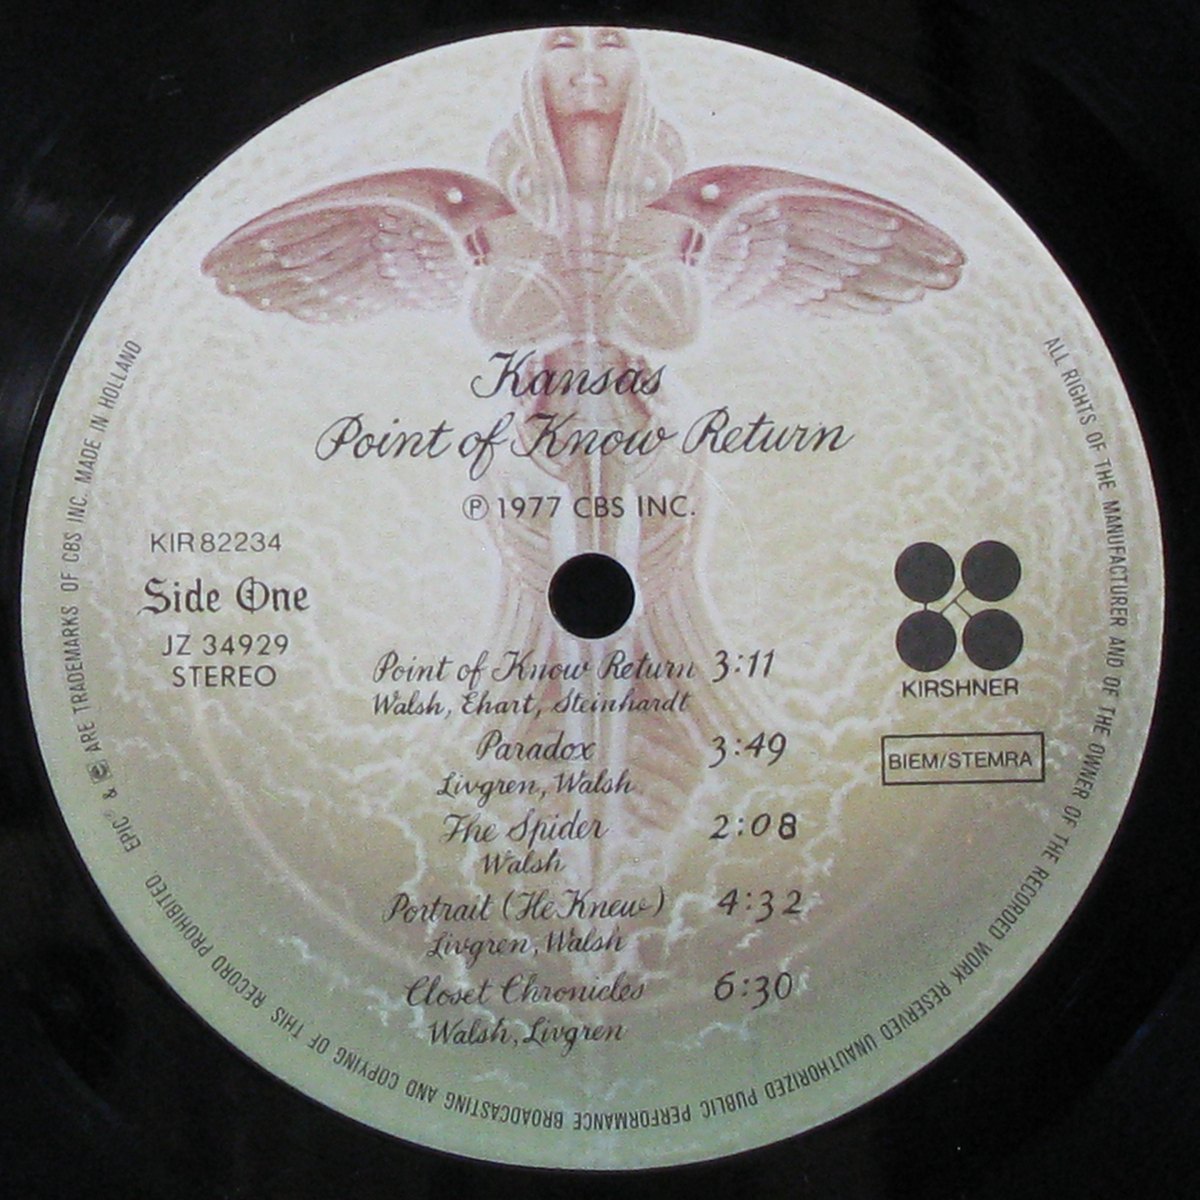 Kansas
Point of Know Return
Ⓟ 1977 CBS INC.
KIR 82234
Side One
JZ 34929
STEREO
KIRSHNER
BIEM/STEMRA
Point of Know Return 3:11
Walsh, Ehart, Steinhardt
Paradox 3:49
Livgren, Walsh
The Spider 2:08
Walsh
Portrait (He Knew) 4:32
Livgren, Walsh
Closet Chronicles 6:30
Walsh, Livgren
ALL RIGHTS OF THE MANUFACTURER AND OF THE OWNER OF THE RECORDED WORK RESERVED UNAUTHORIZED PUBLIC PERFORMANCE BROADCASTING AND COPYING OF THIS RECORD PROHIBITED
EPIC & ARE TRADEMARKS OF CBS INC. MADE IN HOLLAND